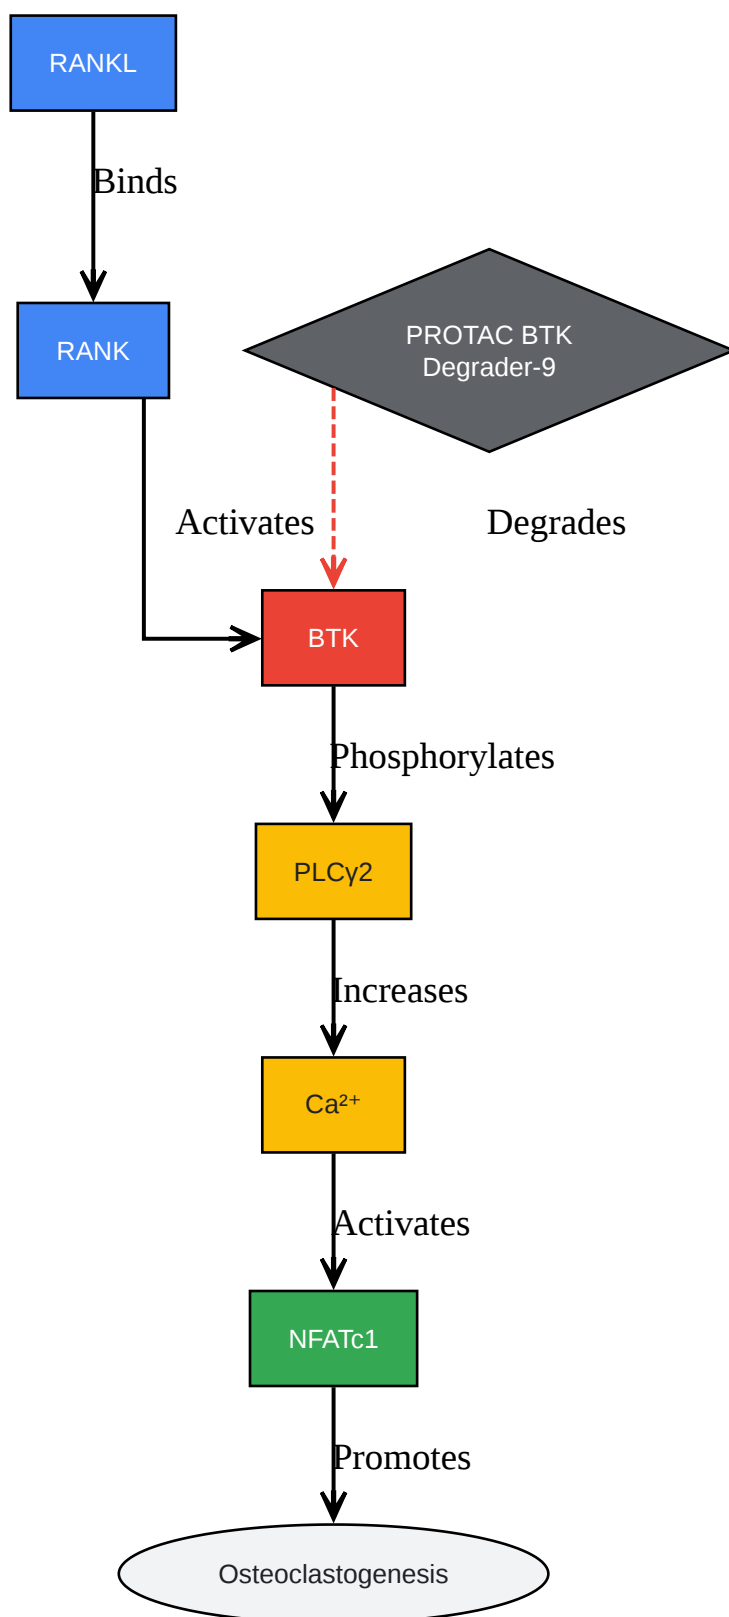 RANKL
Binds
RANK
PROTAC BTK
Degrader-9
Activates
Degrades
BTK
Phosphorylates
PLCγ2
Increases
Ca²⁺
Activates
NFATc1
Promotes
Osteoclastogenesis